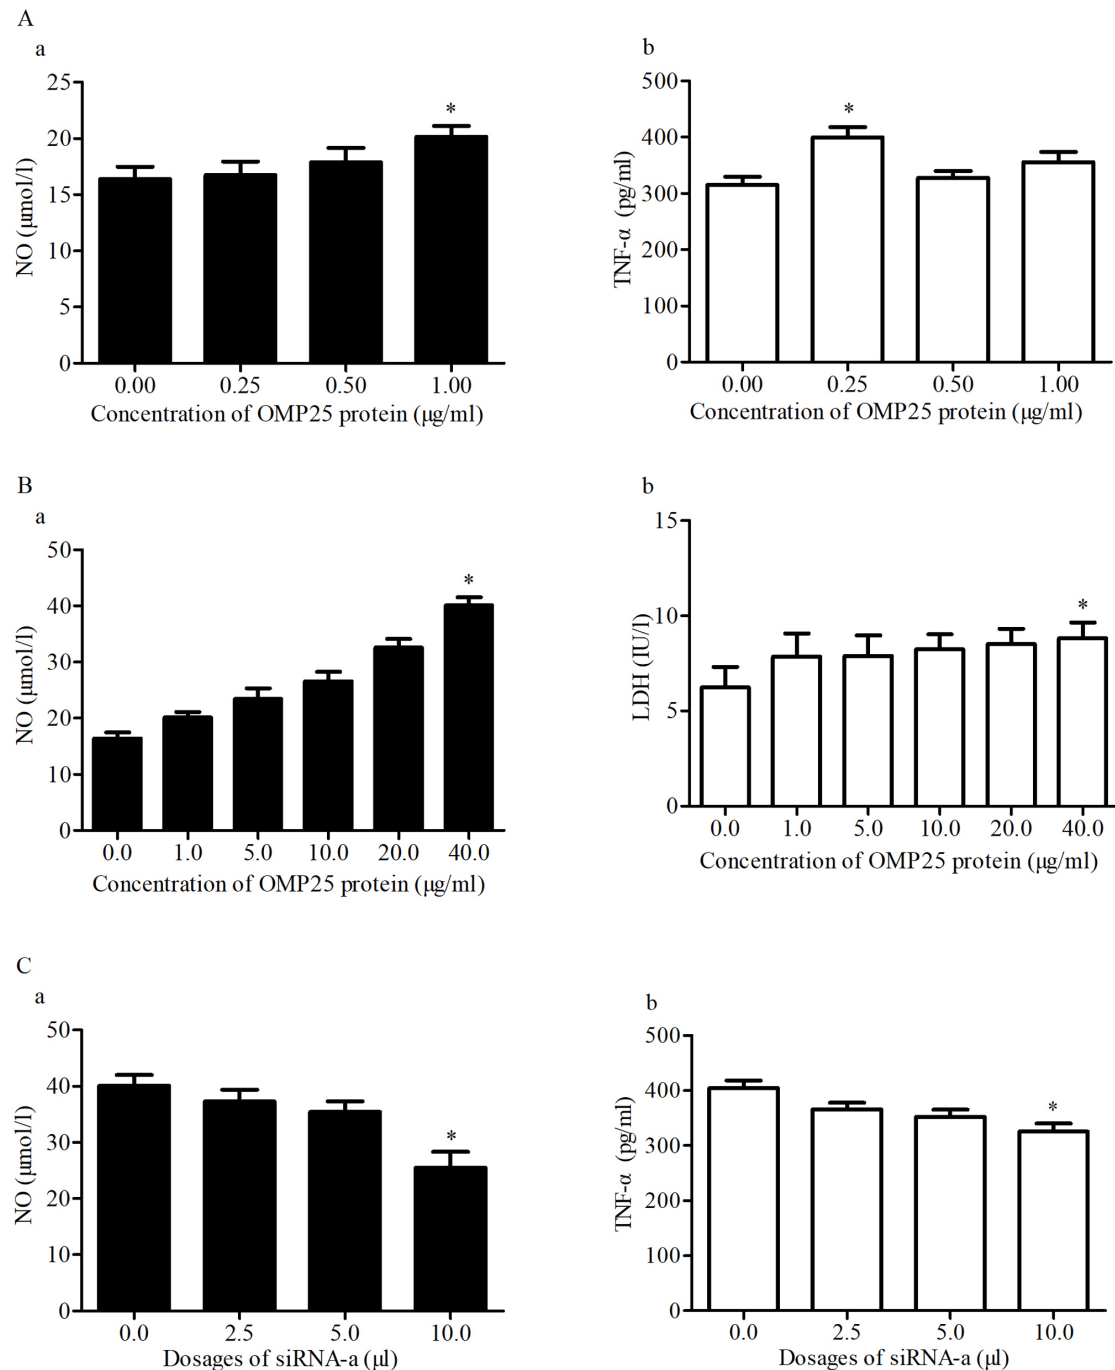 A
a
b
25
20
15
10
5
0
NO (μmol/l)
*
0.00 0.25 0.50 1.00
Concentration of OMP25 protein (μg/ml)
500
400
300
200
100
0
TNF-α (pg/ml)
*
0.00 0.25 0.50 1.00
Concentration of OMP25 protein (μg/ml)
B
a
b
50
40
30
20
10
0
NO (μmol/l)
*
0.0 1.0 5.0 10.0 20.0 40.0
Concentration of OMP25 protein (μg/ml)
15
10
5
0
LDH (IU/l)
*
0.0 1.0 5.0 10.0 20.0 40.0
Concentration of OMP25 protein (μg/ml)
C
a
b
50
40
30
20
10
0
NO (μmol/l)
*
0.0 2.5 5.0 10.0
Dosages of siRNA-a (μl)
500
400
300
200
100
0
TNF-α (pg/ml)
*
0.0 2.5 5.0 10.0
Dosages of siRNA-a (μl)